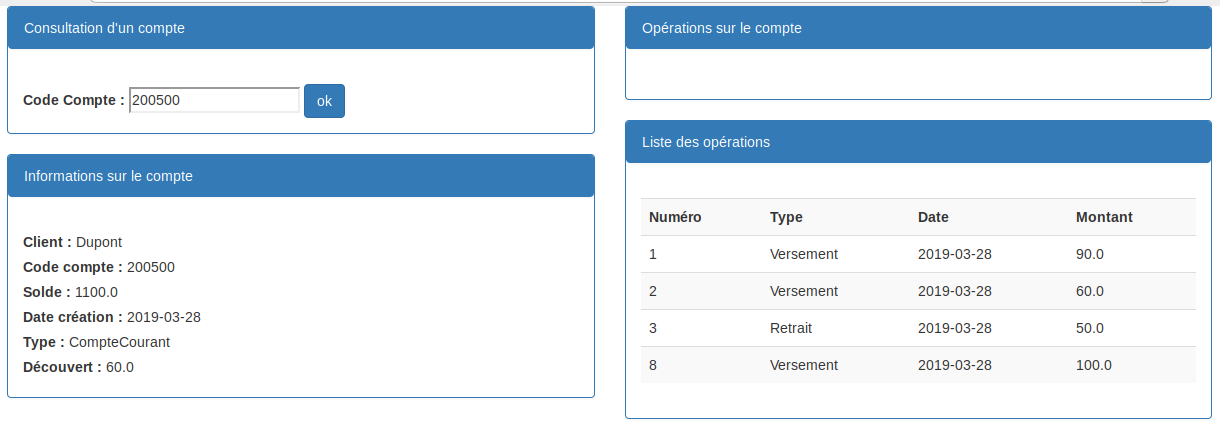 Consultation d'un compte
Code Compte : 200500 ok
Informations sur le compte
Client : Dupont
Code compte : 200500
Solde : 1100.0
Date création : 2019-03-28
Type : CompteCourant
Découvert : 60.0
Opérations sur le compte
Liste des opérations
Numéro Type Date Montant
1 Versement 2019-03-28 90.0
2 Versement 2019-03-28 60.0
3 Retrait 2019-03-28 50.0
8 Versement 2019-03-28 100.0